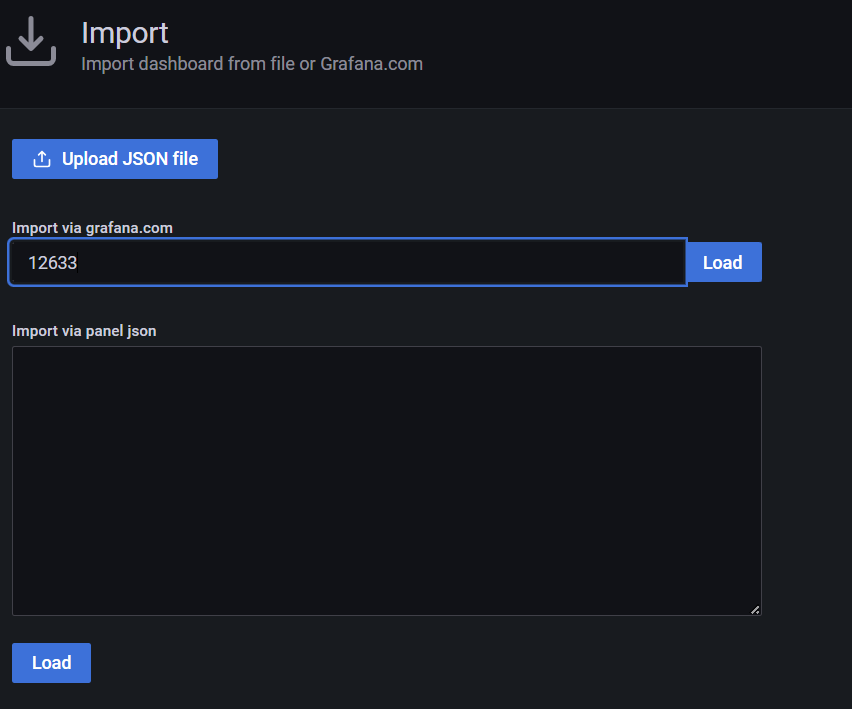 Import
Import dashboard from file or Grafana.com
Upload JSON file
Import via grafana.com
12633
Load
Import via panel json
Load